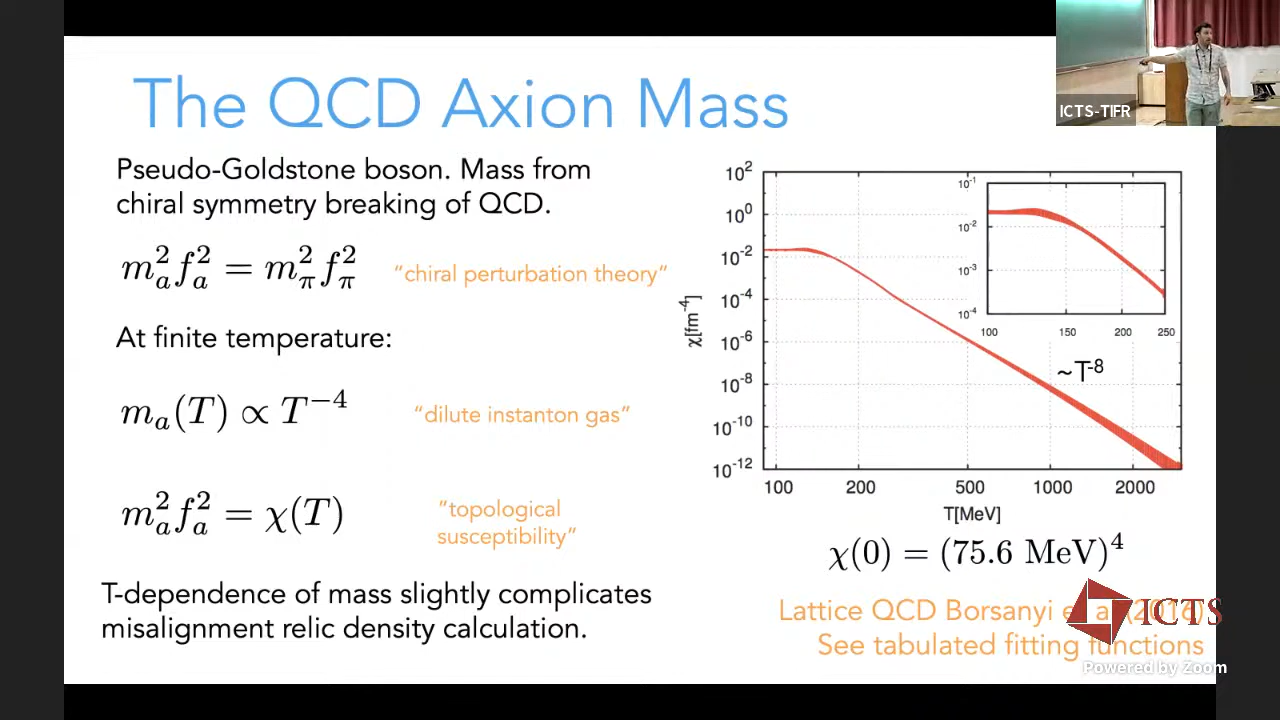 The QCD Axion Mass
Pseudo-Goldstone boson. Mass from
chiral symmetry breaking of QCD.
m_a^2 f_a^2 = m_π^2 f_π^2
"chiral perturbation theory"
At finite temperature:
m_a(T) ∝ T^{-4}
"dilute instanton gas"
m_a^2 f_a^2 = χ(T)
"topological
susceptibility"
T-dependence of mass slightly complicates
misalignment relic density calculation.
ICTS-TIFR
χ[fm^{-4}]
10^2
10^0
10^{-2}
10^{-4}
10^{-6}
10^{-8}
10^{-10}
10^{-12}
100 200 500 1000 2000
T[MeV]
10^{-1}
10^{-2}
10^{-3}
10^{-4}
100 150 200 250
~T^{-8}
χ(0) = (75.6 MeV)^4
Lattice QCD Borsanyi (2016)
See tabulated fitting functions
ICTS
Powered by Zoom